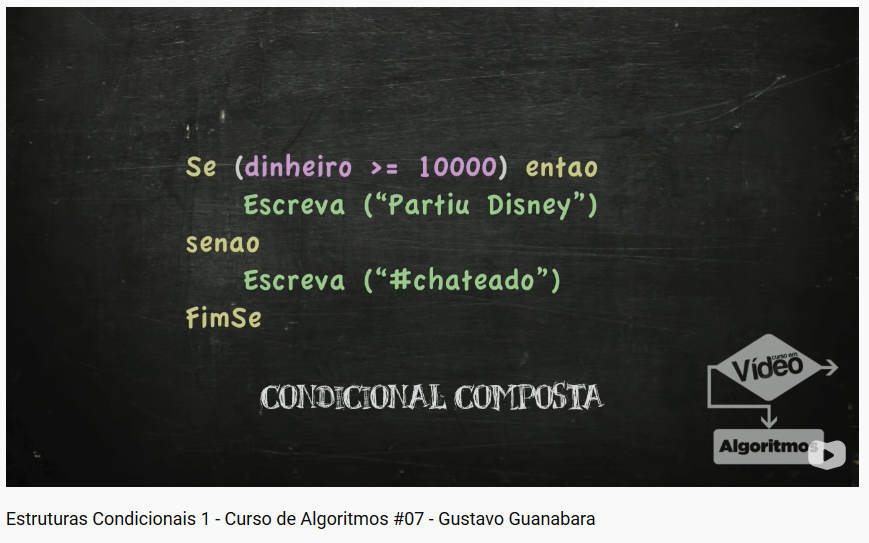 Se (dinheiro >= 10000) entao
Escreva (“Partiu Disney”)
senao
Escreva (“#chateado”)
FimSe
CONDICIONAL COMPOSTA
curso em
Vídeo
Algoritmos
Estruturas Condicionais 1 - Curso de Algoritmos #07 - Gustavo Guanabara